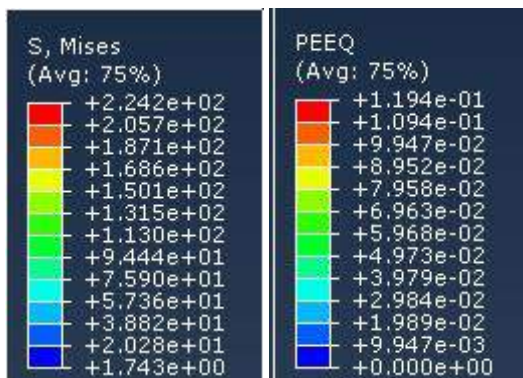 S, Mises
(Avg: 75%)
+2.242e+02
+2.057e+02
+1.871e+02
+1.686e+02
+1.501e+02
+1.315e+02
+1.130e+02
+9.444e+01
+7.590e+01
+5.736e+01
+3.882e+01
+2.028e+01
+1.743e+00
PEEQ
(Avg: 75%)
+1.194e-01
+1.094e-01
+9.947e-02
+8.952e-02
+7.958e-02
+6.963e-02
+5.968e-02
+4.973e-02
+3.979e-02
+2.984e-02
+1.989e-02
+9.947e-03
+0.000e+00